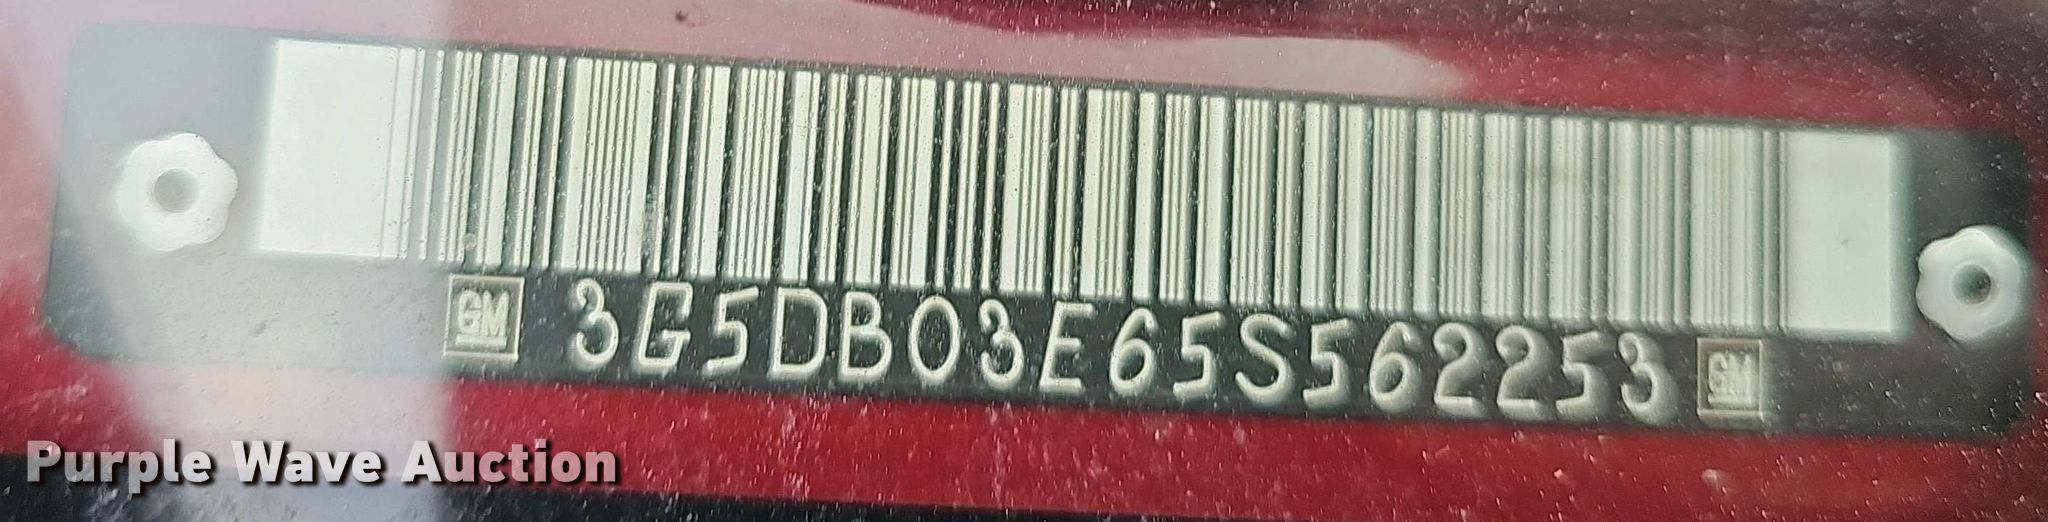 GM 3G5DB03E65S562253 GM
Purple Wave Auction